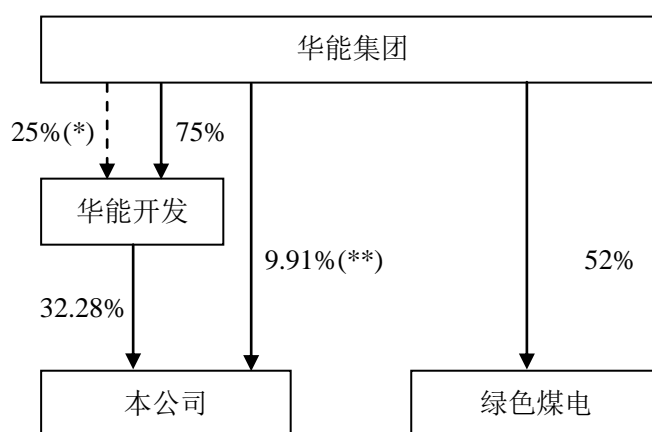 华能集团
25%(*)
75%
华能开发
9.91%(**)
52%
32.28%
本公司
绿色煤电